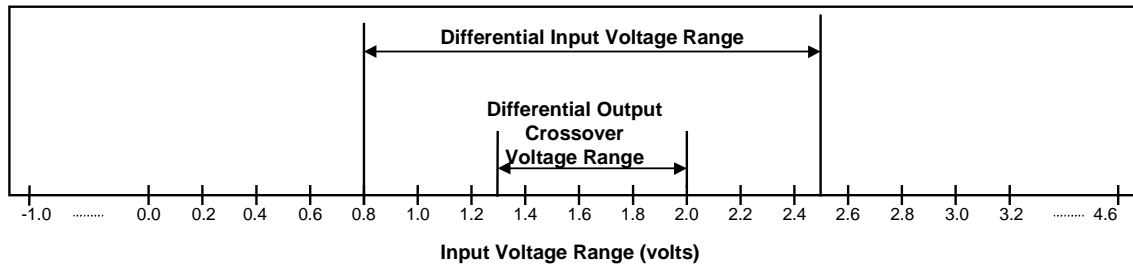 Differential Input Voltage Range
Differential Output
Crossover
Voltage Range
-1.0 ········· 0.0 0.2 0.4 0.6 0.8 1.0 1.2 1.4 1.6 1.8 2.0 2.2 2.4 2.6 2.8 3.0 3.2 ········· 4.6
Input Voltage Range (volts)